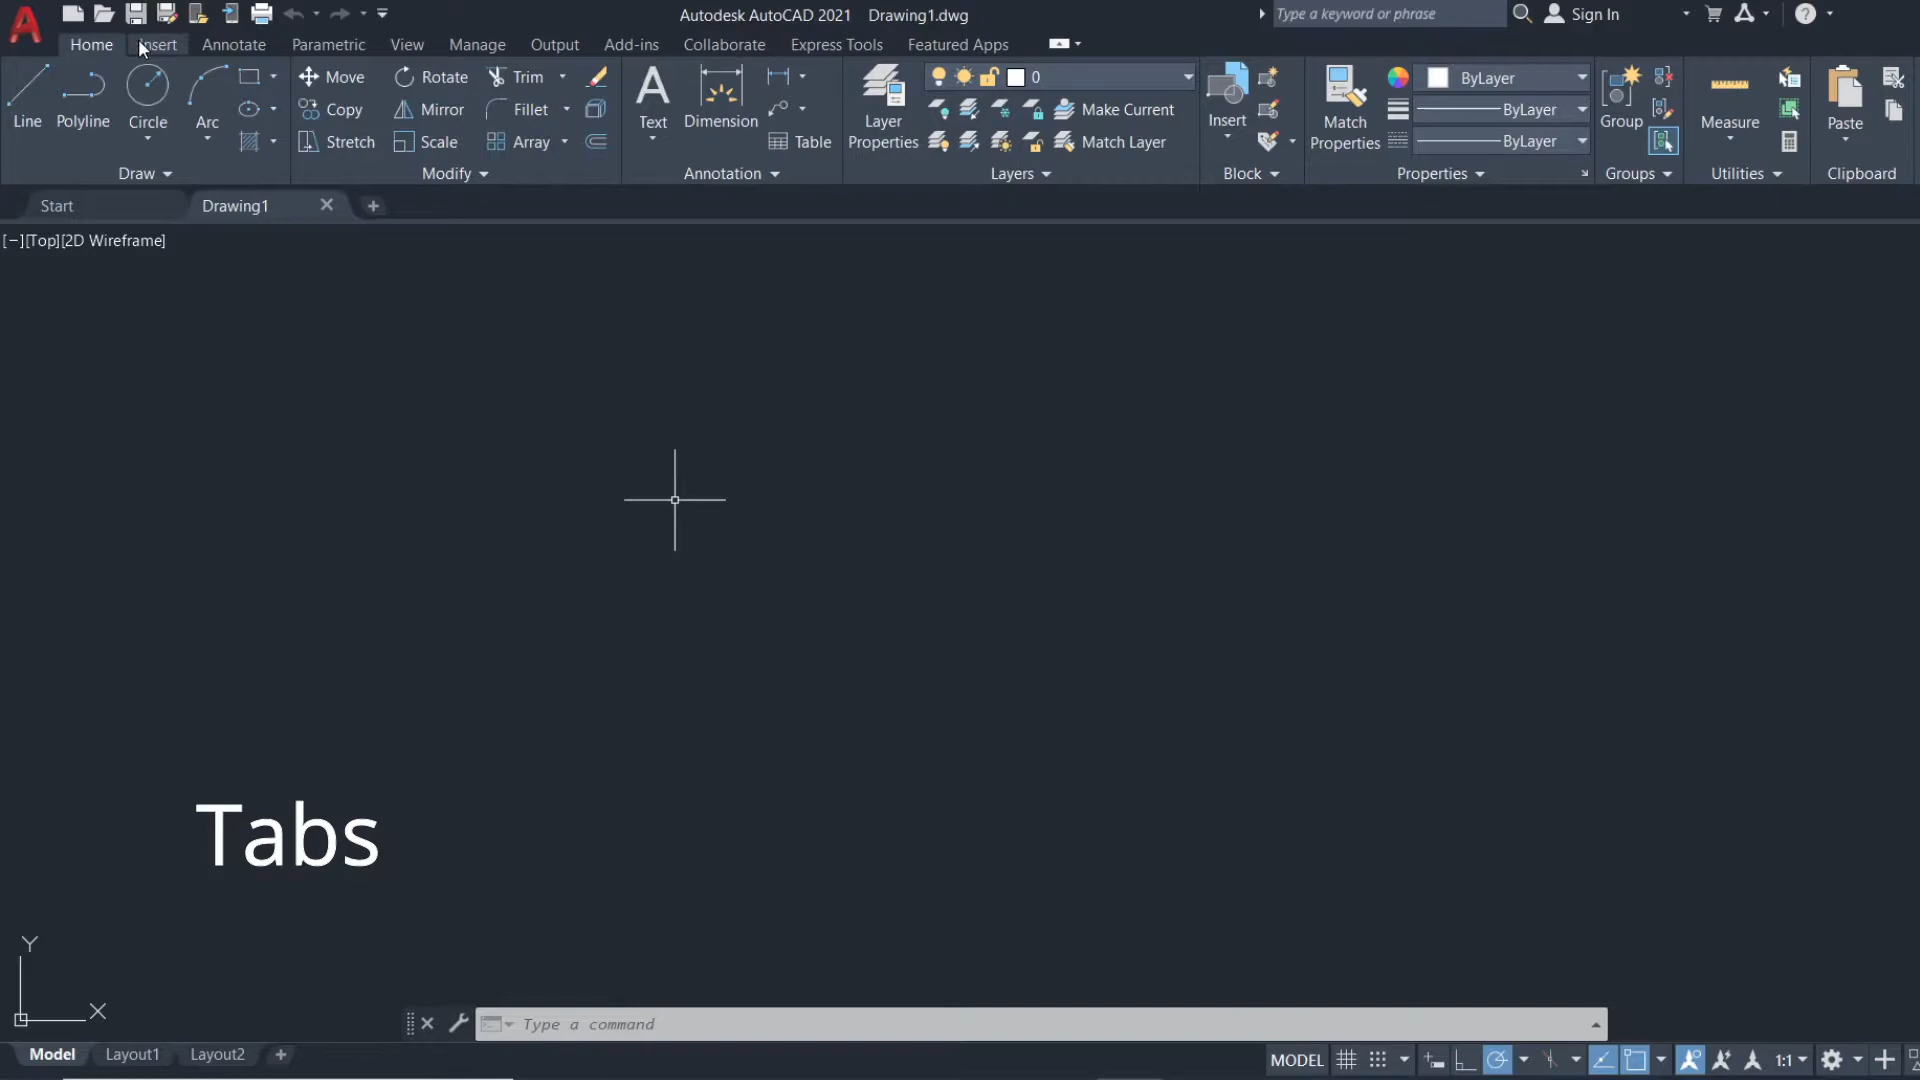 Autodesk AutoCAD 2021 Drawing1.dwg
Type a keyword or phrase
Sign In
Home Insert Annotate Parametric View Manage Output Add-ins Collaborate Express Tools Featured Apps
Line
Polyline
Circle
Arc
Draw
Move
Copy
Stretch
Rotate
Mirror
Scale
Trim
Fillet
Array
Modify
Text
Dimension
Table
Annotation
Layer Properties
0
Make Current
Match Layer
Layers
Insert
Block
Match Properties
ByLayer
ByLayer
ByLayer
Properties
Group
Groups
Measure
Utilities
Paste
Clipboard
Start
Drawing1
[−][Top][2D Wireframe]
Tabs
Y
X
Type a command
Model Layout1 Layout2
MODEL
1:1